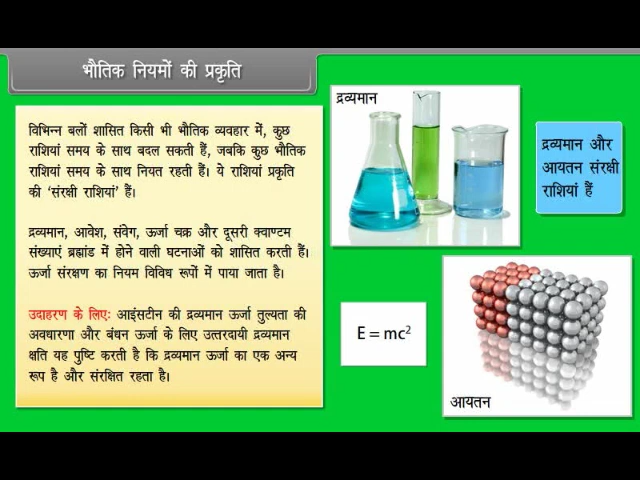 भौतिक नियमों की प्रकृति
विभिन्न बलों शासित किसी भी भौतिक व्यवहार में, कुछ
राशियां समय के साथ बदल सकती हैं, जबकि कुछ भौतिक
राशियां समय के साथ नियत रहती हैं। ये राशियां प्रकृति
की ‘संरक्षी राशियां’ हैं।
द्रव्यमान, आवेश, संवेग, ऊर्जा चक्र और दूसरी क्वाण्टम
संख्याएं ब्रह्मांड में होने वाली घटनाओं को शासित करती हैं।
ऊर्जा संरक्षण का नियम विविध रूपों में पाया जाता है।
उदाहरण के लिए: आइंसटीन की द्रव्यमान ऊर्जा तुल्यता की
अवधारणा और बंधन ऊर्जा के लिए उत्तरदायी द्रव्यमान
क्षति यह पुष्टि करती है कि द्रव्यमान ऊर्जा का एक अन्य
रूप है और संरक्षित रहता है।
द्रव्यमान
द्रव्यमान और
आयतन संरक्षी
राशियां हैं
E = mc²
आयतन